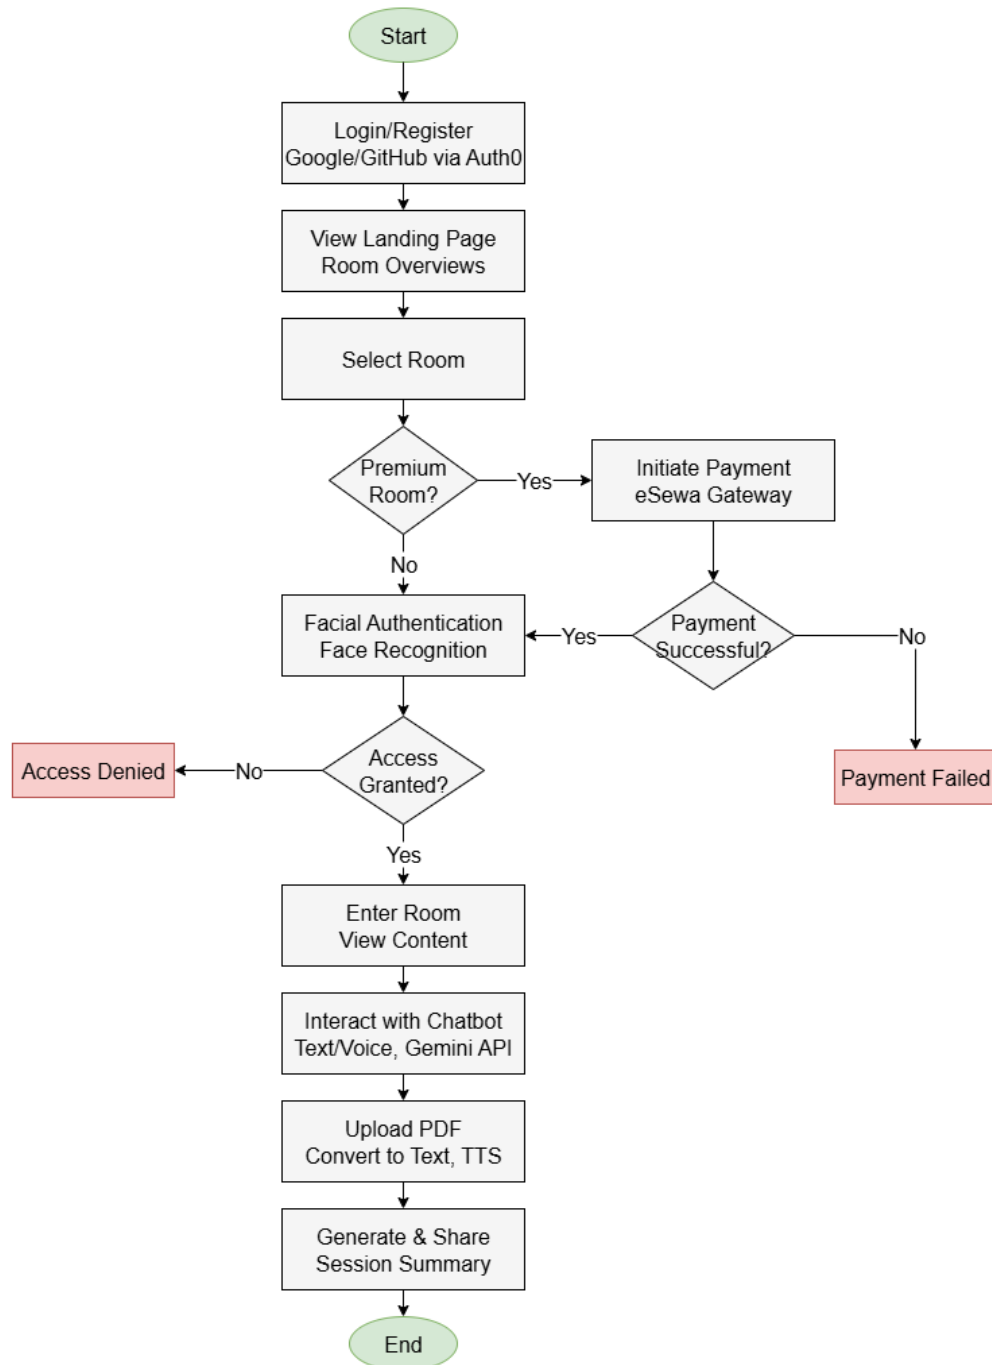 Start
Login/Register
Google/GitHub via Auth0
View Landing Page
Room Overviews
Select Room
Premium
Room?
Yes
Initiate Payment
eSewa Gateway
No
Facial Authentication
Face Recognition
Yes
Payment
Successful?
No
Access Denied
No
Access
Granted?
Payment Failed
Yes
Enter Room
View Content
Interact with Chatbot
Text/Voice, Gemini API
Upload PDF
Convert to Text, TTS
Generate & Share
Session Summary
End